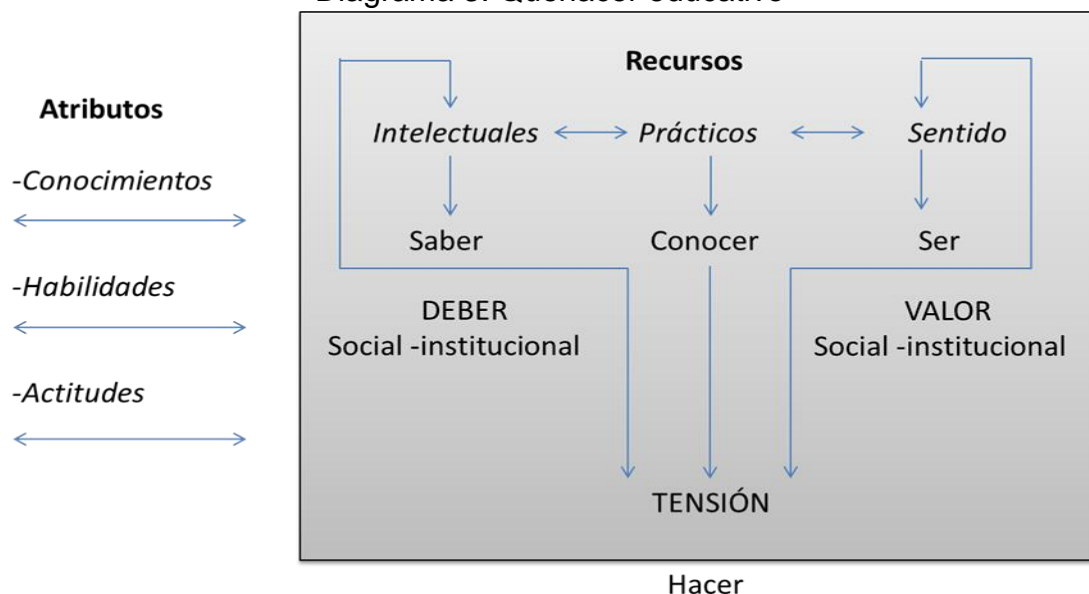 Recursos
Atributos
Intelectuales Prácticos Sentido
-Conocimientos
Saber Conocer Ser
-Habilidades
DEBER VALOR
Social -institucional Social -institucional
-Actitudes
TENSIÓN
Hacer